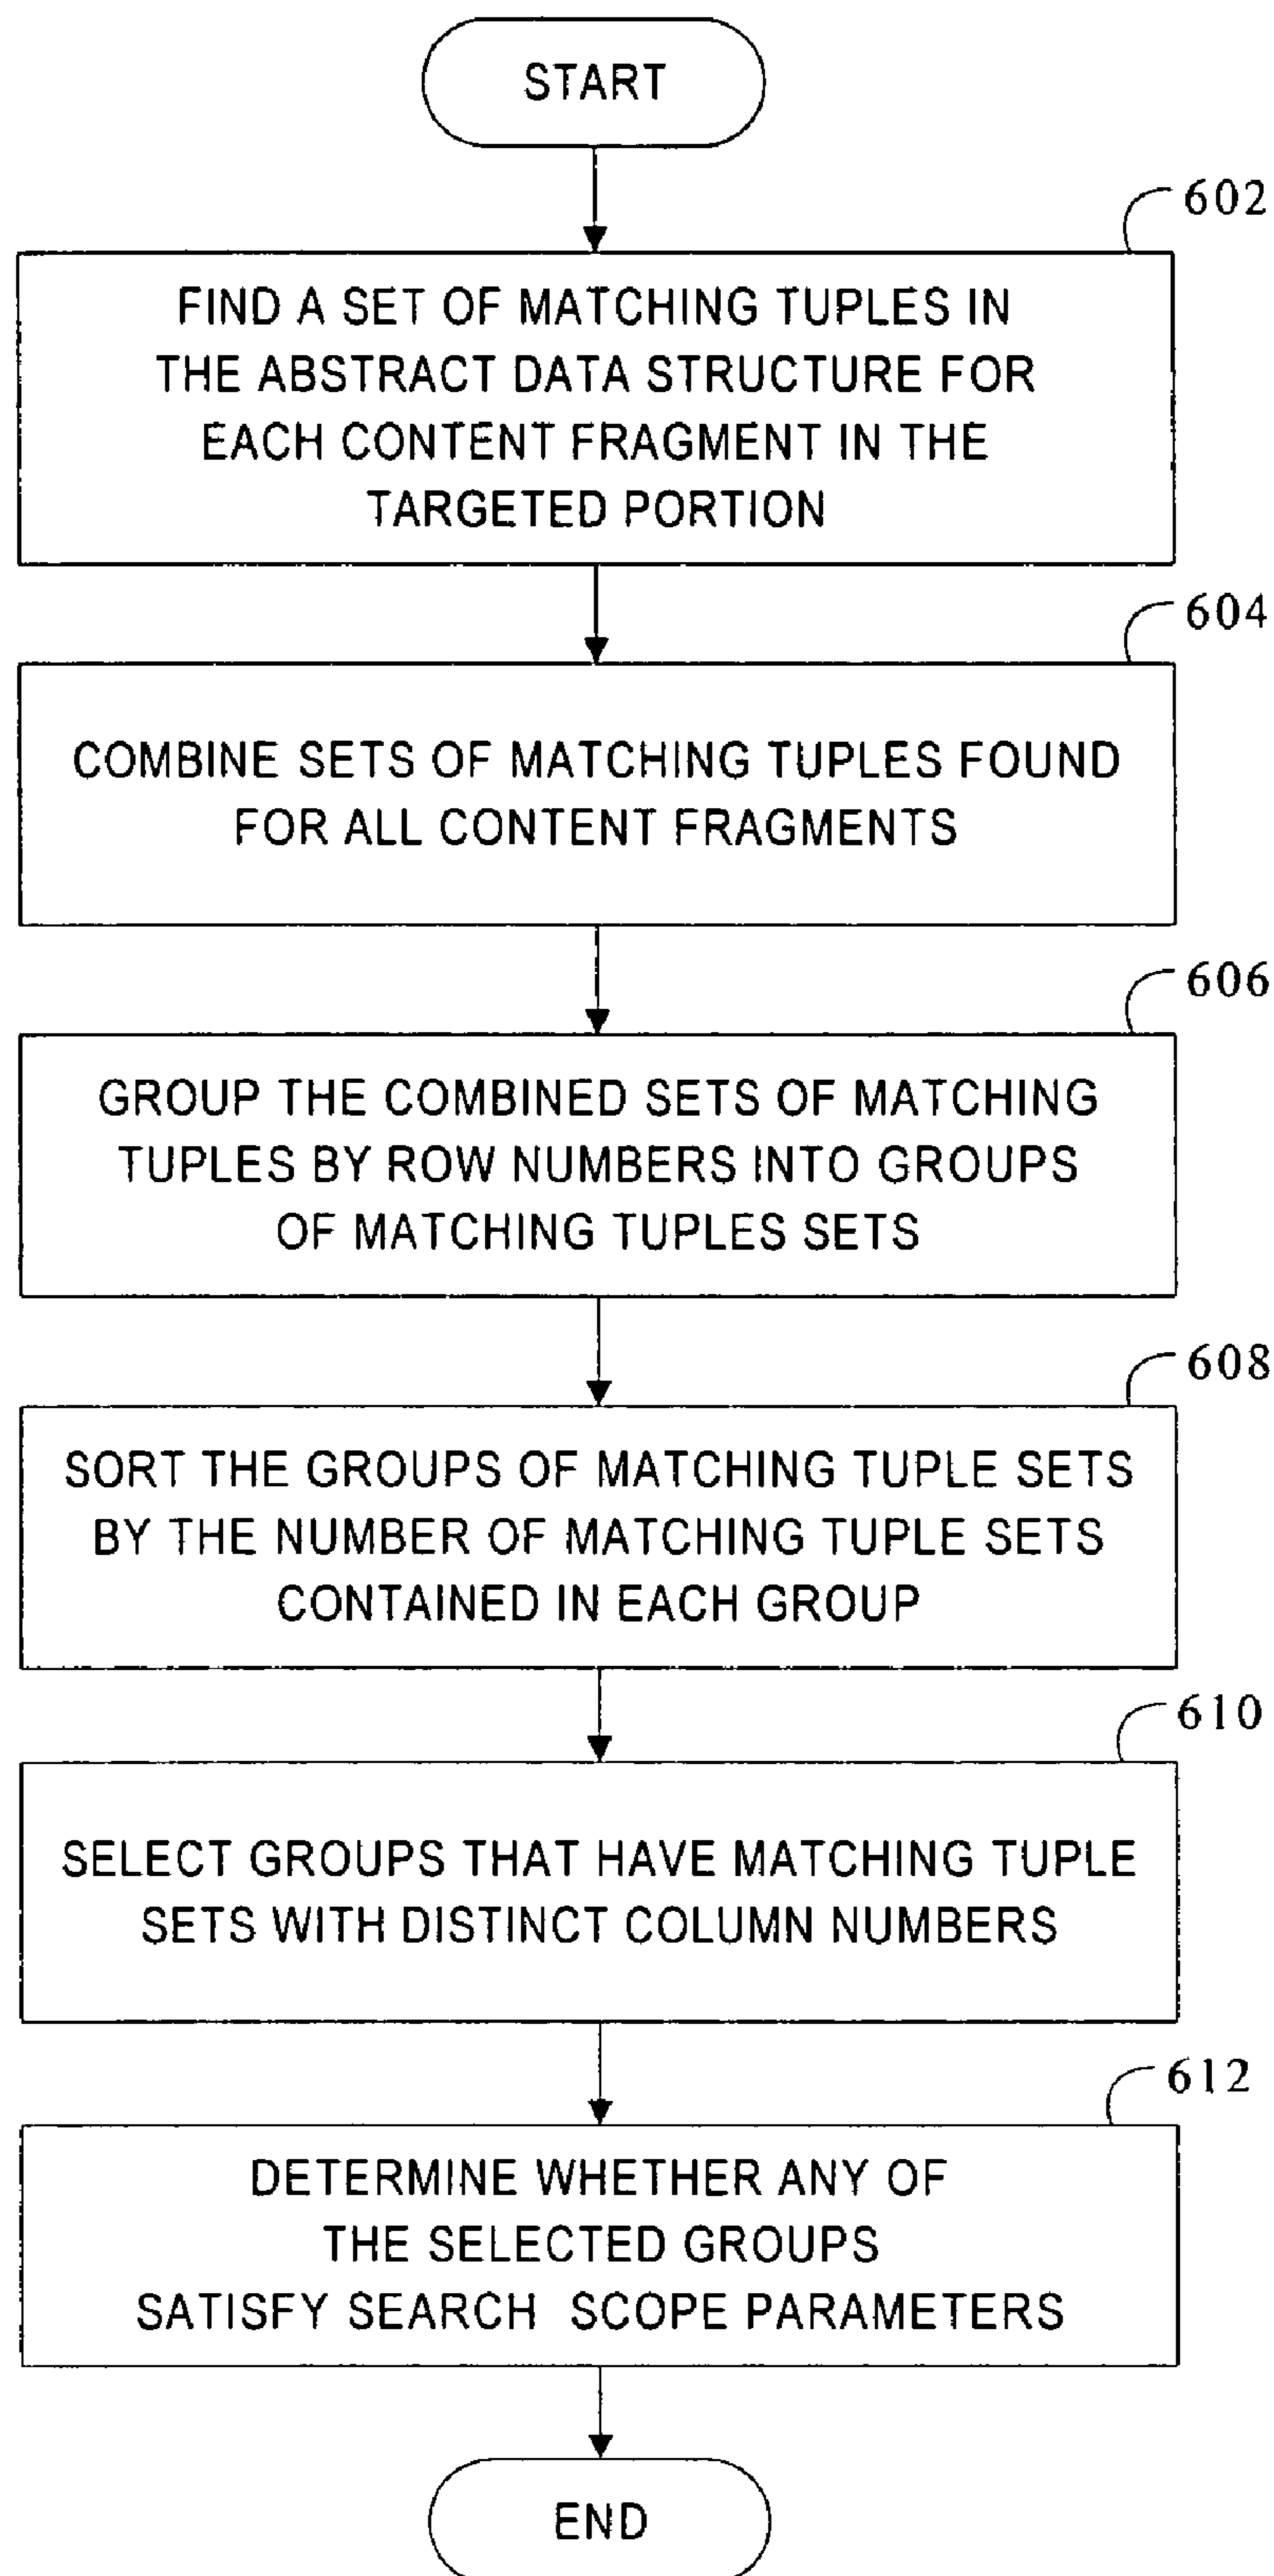 START
602
FIND A SET OF MATCHING TUPLES IN
THE ABSTRACT DATA STRUCTURE FOR
EACH CONTENT FRAGMENT IN THE
TARGETED PORTION
604
COMBINE SETS OF MATCHING TUPLES FOUND
FOR ALL CONTENT FRAGMENTS
606
GROUP THE COMBINED SETS OF MATCHING
TUPLES BY ROW NUMBERS INTO GROUPS
OF MATCHING TUPLES SETS
608
SORT THE GROUPS OF MATCHING TUPLE SETS
BY THE NUMBER OF MATCHING TUPLE SETS
CONTAINED IN EACH GROUP
610
SELECT GROUPS THAT HAVE MATCHING TUPLE
SETS WITH DISTINCT COLUMN NUMBERS
612
DETERMINE WHETHER ANY OF
THE SELECTED GROUPS
SATISFY SEARCH SCOPE PARAMETERS
END